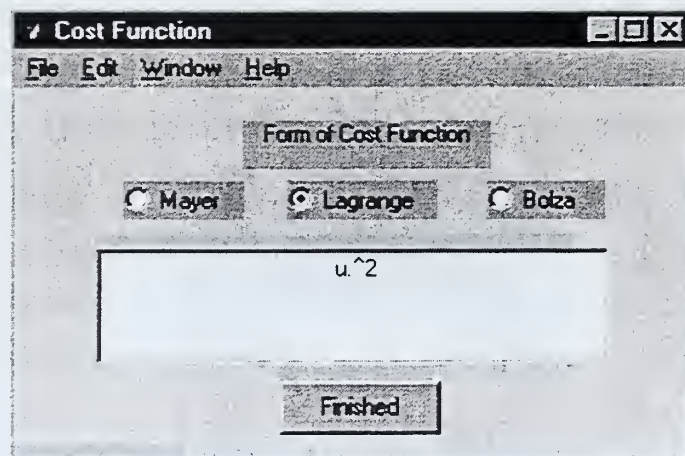 Cost Function
File Edit Window Help
Form of Cost Function
Mayer Lagrange Bolza
u.^2
Finished